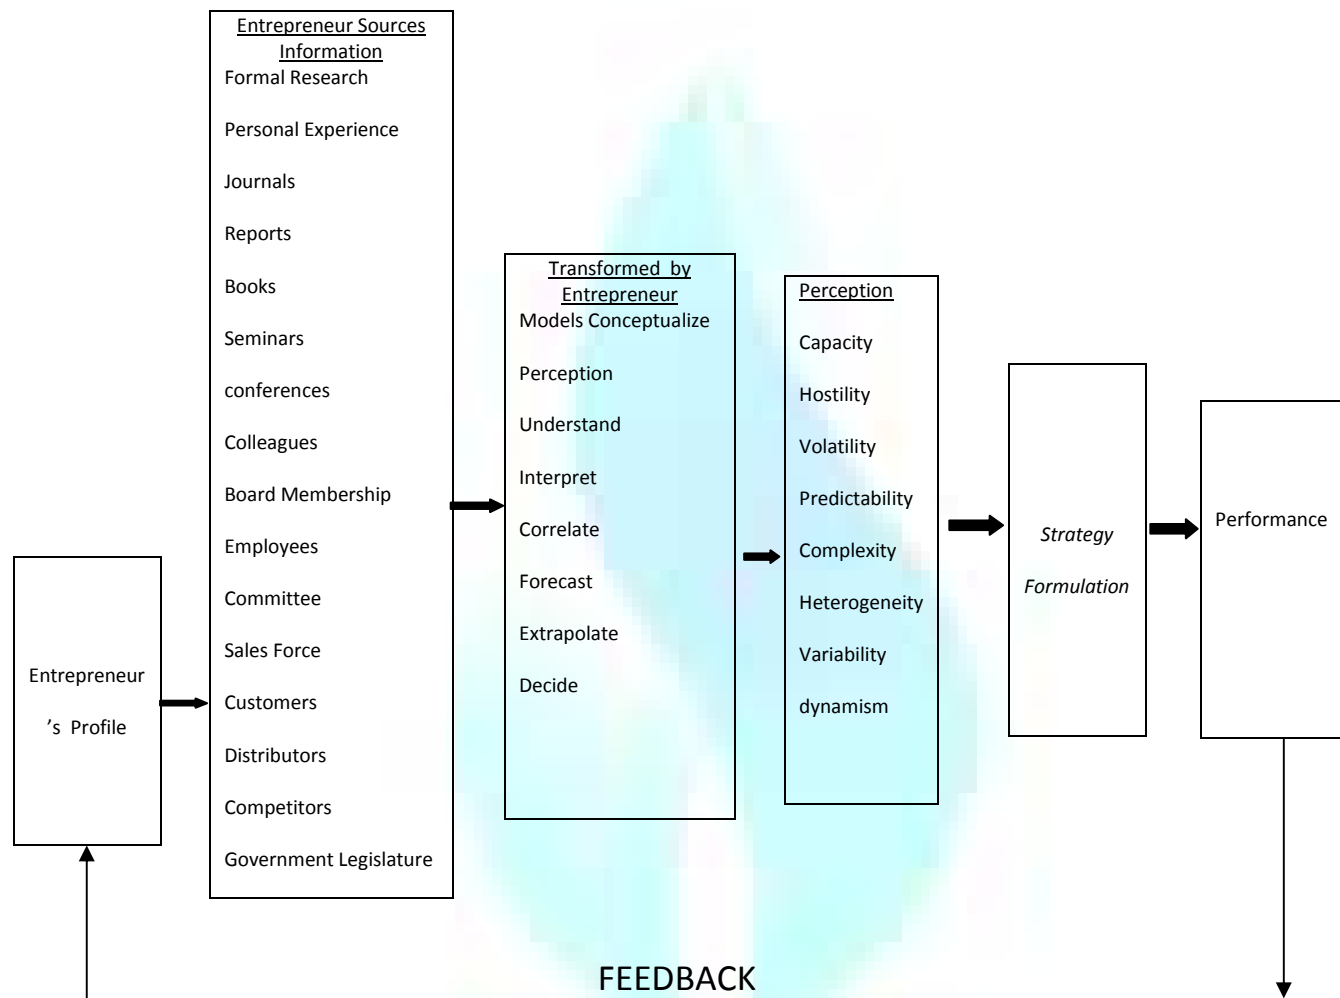 Entrepreneur
's Profile
Entrepreneur Sources
Information
Formal Research
Personal Experience
Journals
Reports
Books
Seminars
conferences
Colleagues
Board Membership
Employees
Committee
Sales Force
Customers
Distributors
Competitors
Government Legislature
Transformed by
Entrepreneur
Models Conceptualize
Perception
Understand
Interpret
Correlate
Forecast
Extrapolate
Decide
Perception
Capacity
Hostility
Volatility
Predictability
Complexity
Heterogeneity
Variability
dynamism
Strategy
Formulation
Performance
FEEDBACK